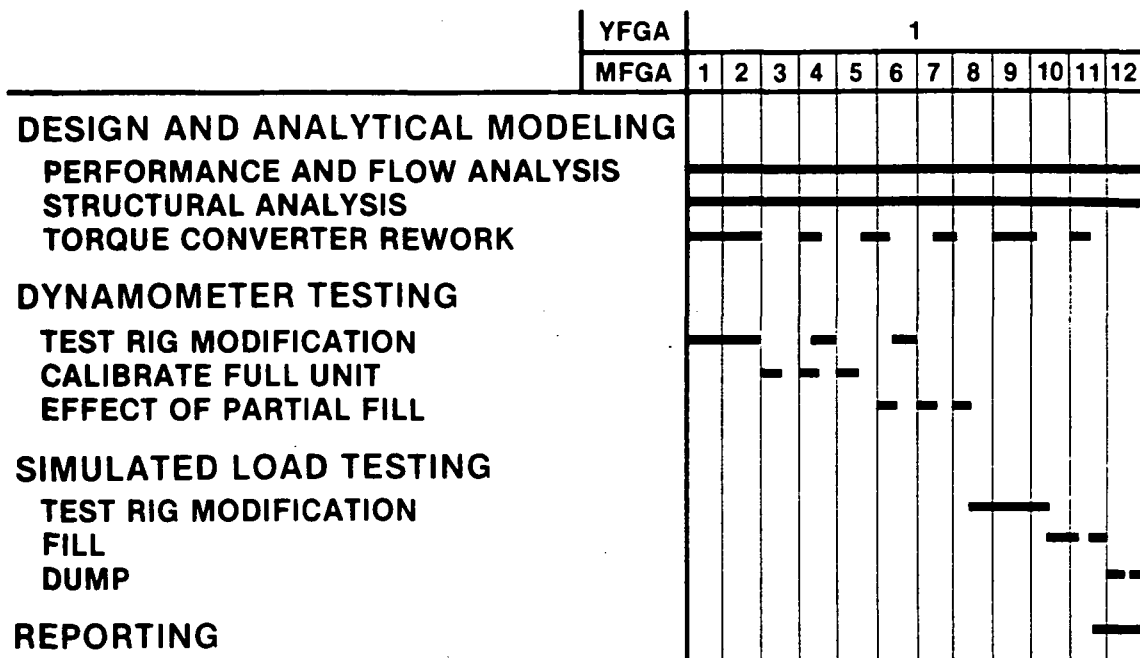 YFGA 1
MFGA 1 2 3 4 5 6 7 8 9 10 11 12
DESIGN AND ANALYTICAL MODELING
PERFORMANCE AND FLOW ANALYSIS
STRUCTURAL ANALYSIS
TORQUE CONVERTER REWORK
DYNAMOMETER TESTING
TEST RIG MODIFICATION
CALIBRATE FULL UNIT
EFFECT OF PARTIAL FILL
SIMULATED LOAD TESTING
TEST RIG MODIFICATION
FILL
DUMP
REPORTING